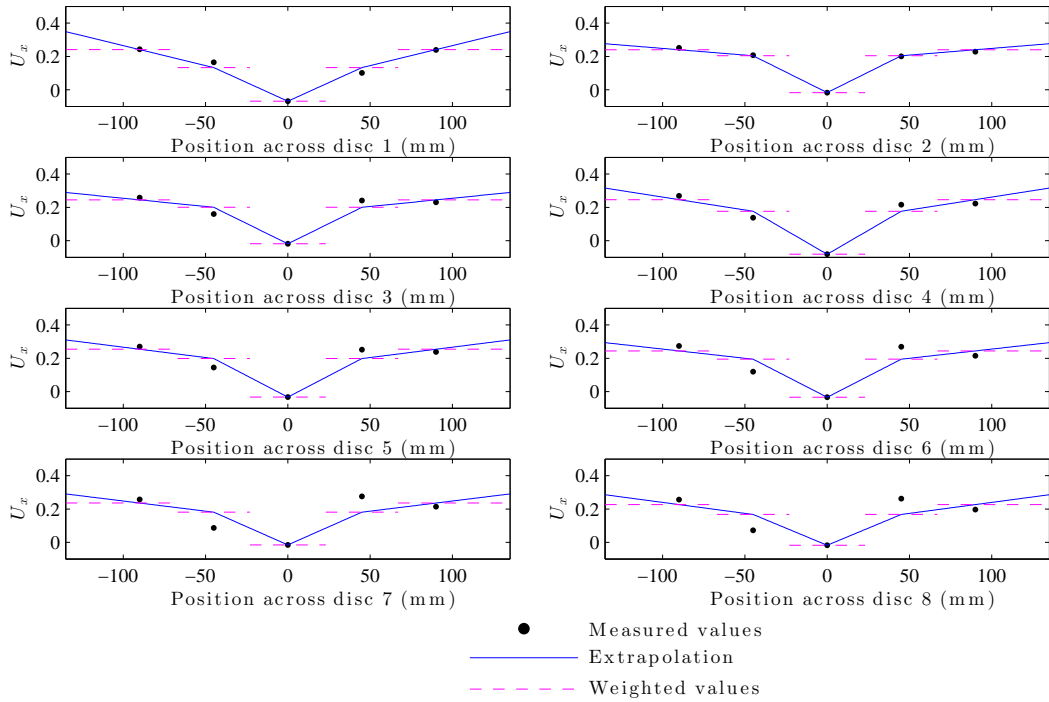 0.4
0.2
0
U_x
−100 −50 0 50 100
Position across disc 1 (mm)
0.4
0.2
0
U_x
−100 −50 0 50 100
Position across disc 2 (mm)
0.4
0.2
0
U_x
−100 −50 0 50 100
Position across disc 3 (mm)
0.4
0.2
0
U_x
−100 −50 0 50 100
Position across disc 4 (mm)
0.4
0.2
0
U_x
−100 −50 0 50 100
Position across disc 5 (mm)
0.4
0.2
0
U_x
−100 −50 0 50 100
Position across disc 6 (mm)
0.4
0.2
0
U_x
−100 −50 0 50 100
Position across disc 7 (mm)
0.4
0.2
0
U_x
−100 −50 0 50 100
Position across disc 8 (mm)
Measured values
Extrapolation
Weighted values